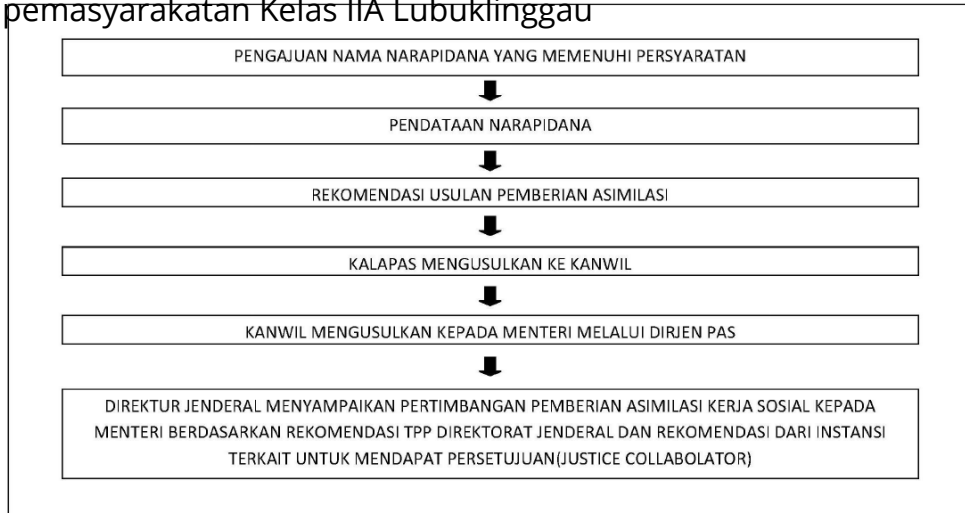 pemasyarakatan Kelas IIA Lubuklinggau
PENGAJUAN NAMA NARAPIDANA YANG MEMENUHI PERSYARATAN
PENDATAAN NARAPIDANA
REKOMENDASI USULAN PEMBERIAN ASIMILASI
KALAPAS MENGUSULKAN KE KANWIL
KANWIL MENGUSULKAN KEPADA MENTERI MELALUI DIRJEN PAS
DIREKTUR JENDERAL MENYAMPAIKAN PERTIMBANGAN PEMBERIAN ASIMILASI KERJA SOSIAL KEPADA
MENTERI BERDASARKAN REKOMENDASI TPP DIREKTORAT JENDERAL DAN REKOMENDASI DARI INSTANSI
TERKAIT UNTUK MENDAPAT PERSETUJUAN(JUSTICE COLLABOLATOR)